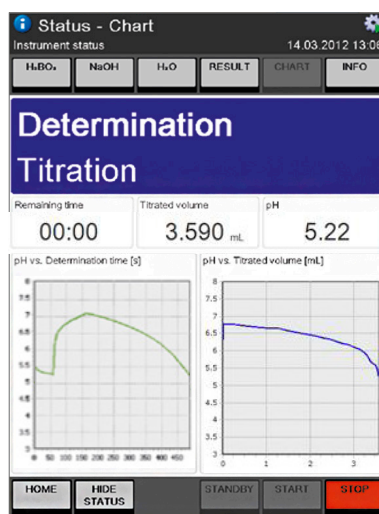 Status - Chart
Instrument status 14.03.2012 13:06
H₃BO₃ NaOH H₂O RESULT CHART INFO
Determination
Titration
Remaining time Titrated volume pH
00:00 3.590 mL 5.22
pH vs. Determination time [s] pH vs. Titrated volume [mL]
8 8
7.5 7.5
7 7
6.5 6.5
6 6
5.5 5.5
5 5
4.5 4.5
4 4
3.5 3.5
3 3
0 50 100 150 200 250 300 350 400 450 0 1 2 3
HOME HIDE STATUS STANDBY START STOP